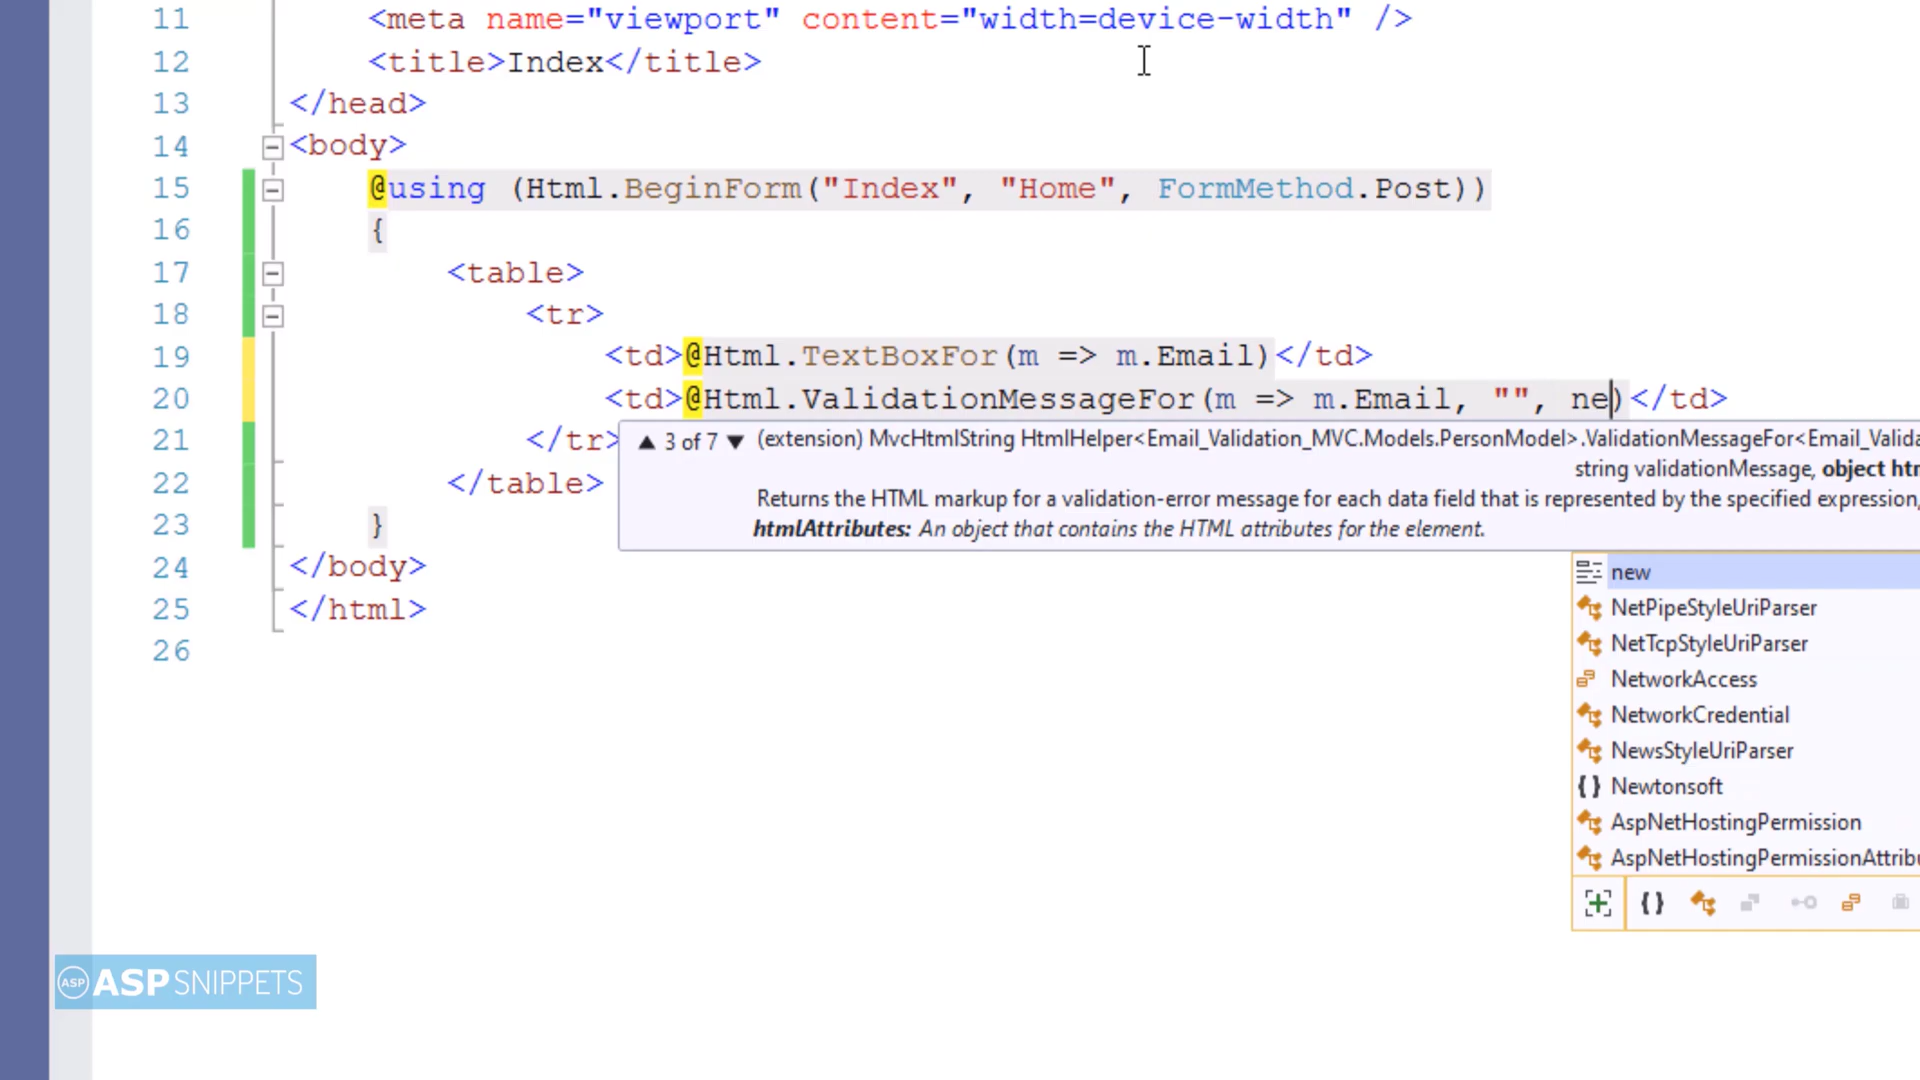 11 <meta name="viewport" content="width=device-width" />
12 <title>Index</title>
13 </head>
14 <body>
15 @using (Html.BeginForm("Index", "Home", FormMethod.Post))
16 {
17 <table>
18 <tr>
19 <td>@Html.TextBoxFor(m => m.Email)</td>
20 <td>@Html.ValidationMessageFor(m => m.Email, "", ne)</td>
21 </tr>
▲ 3 of 7 ▼ (extension) MvcHtmlString HtmlHelper<Email_Validation_MVC.Models.PersonModel>.ValidationMessageFor<Email_Valida
string validationMessage, object htm
Returns the HTML markup for a validation-error message for each data field that is represented by the specified expression,
htmlAttributes: An object that contains the HTML attributes for the element.
22 </table>
23 }
24 </body>
25 </html>
26
new
NetPipeStyleUriParser
NetTcpStyleUriParser
NetworkAccess
NetworkCredential
NewsStyleUriParser
{ } Newtonsoft
AspNetHostingPermission
AspNetHostingPermissionAttribu
{ }
ASP ASPSNIPPETS